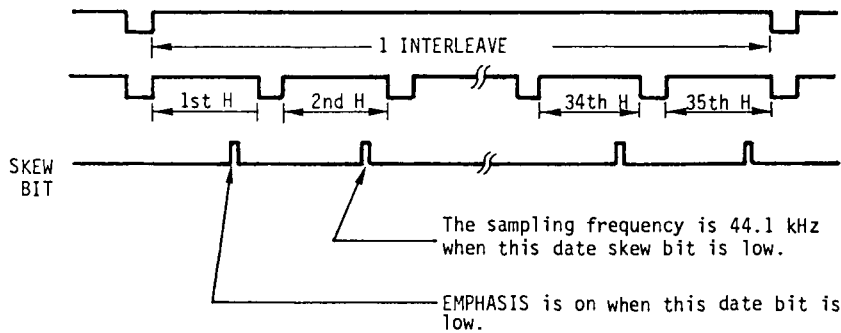 1 INTERLEAVE
1st H
2nd H
34th H
35th H
SKEW
BIT
The sampling frequency is 44.1 kHz
when this date skew bit is low.
EMPHASIS is on when this date bit is
low.